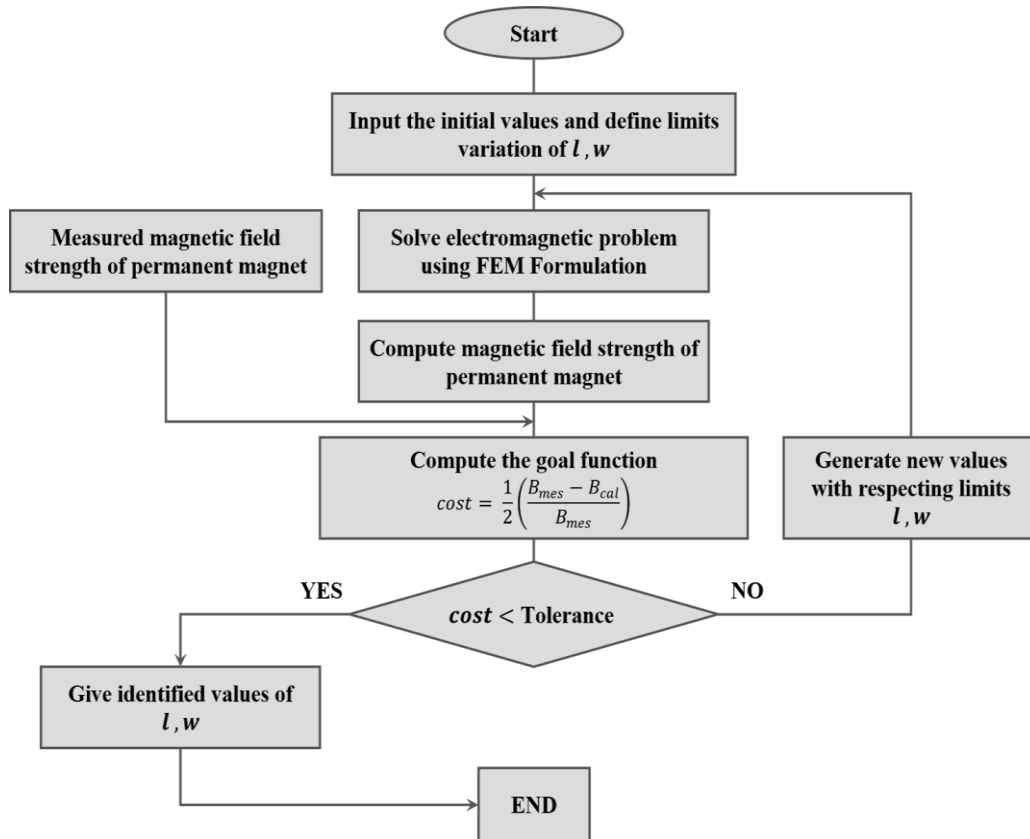 Start
Input the initial values and define limits
variation of l , w
Measured magnetic field
strength of permanent magnet
Solve electromagnetic problem
using FEM Formulation
Compute magnetic field strength of
permanent magnet
Compute the goal function
cost = 1/2 ( (B_mes − B_cal) / B_mes )
Generate new values
with respecting limits
l , w
YES
NO
cost < Tolerance
Give identified values of
l , w
END